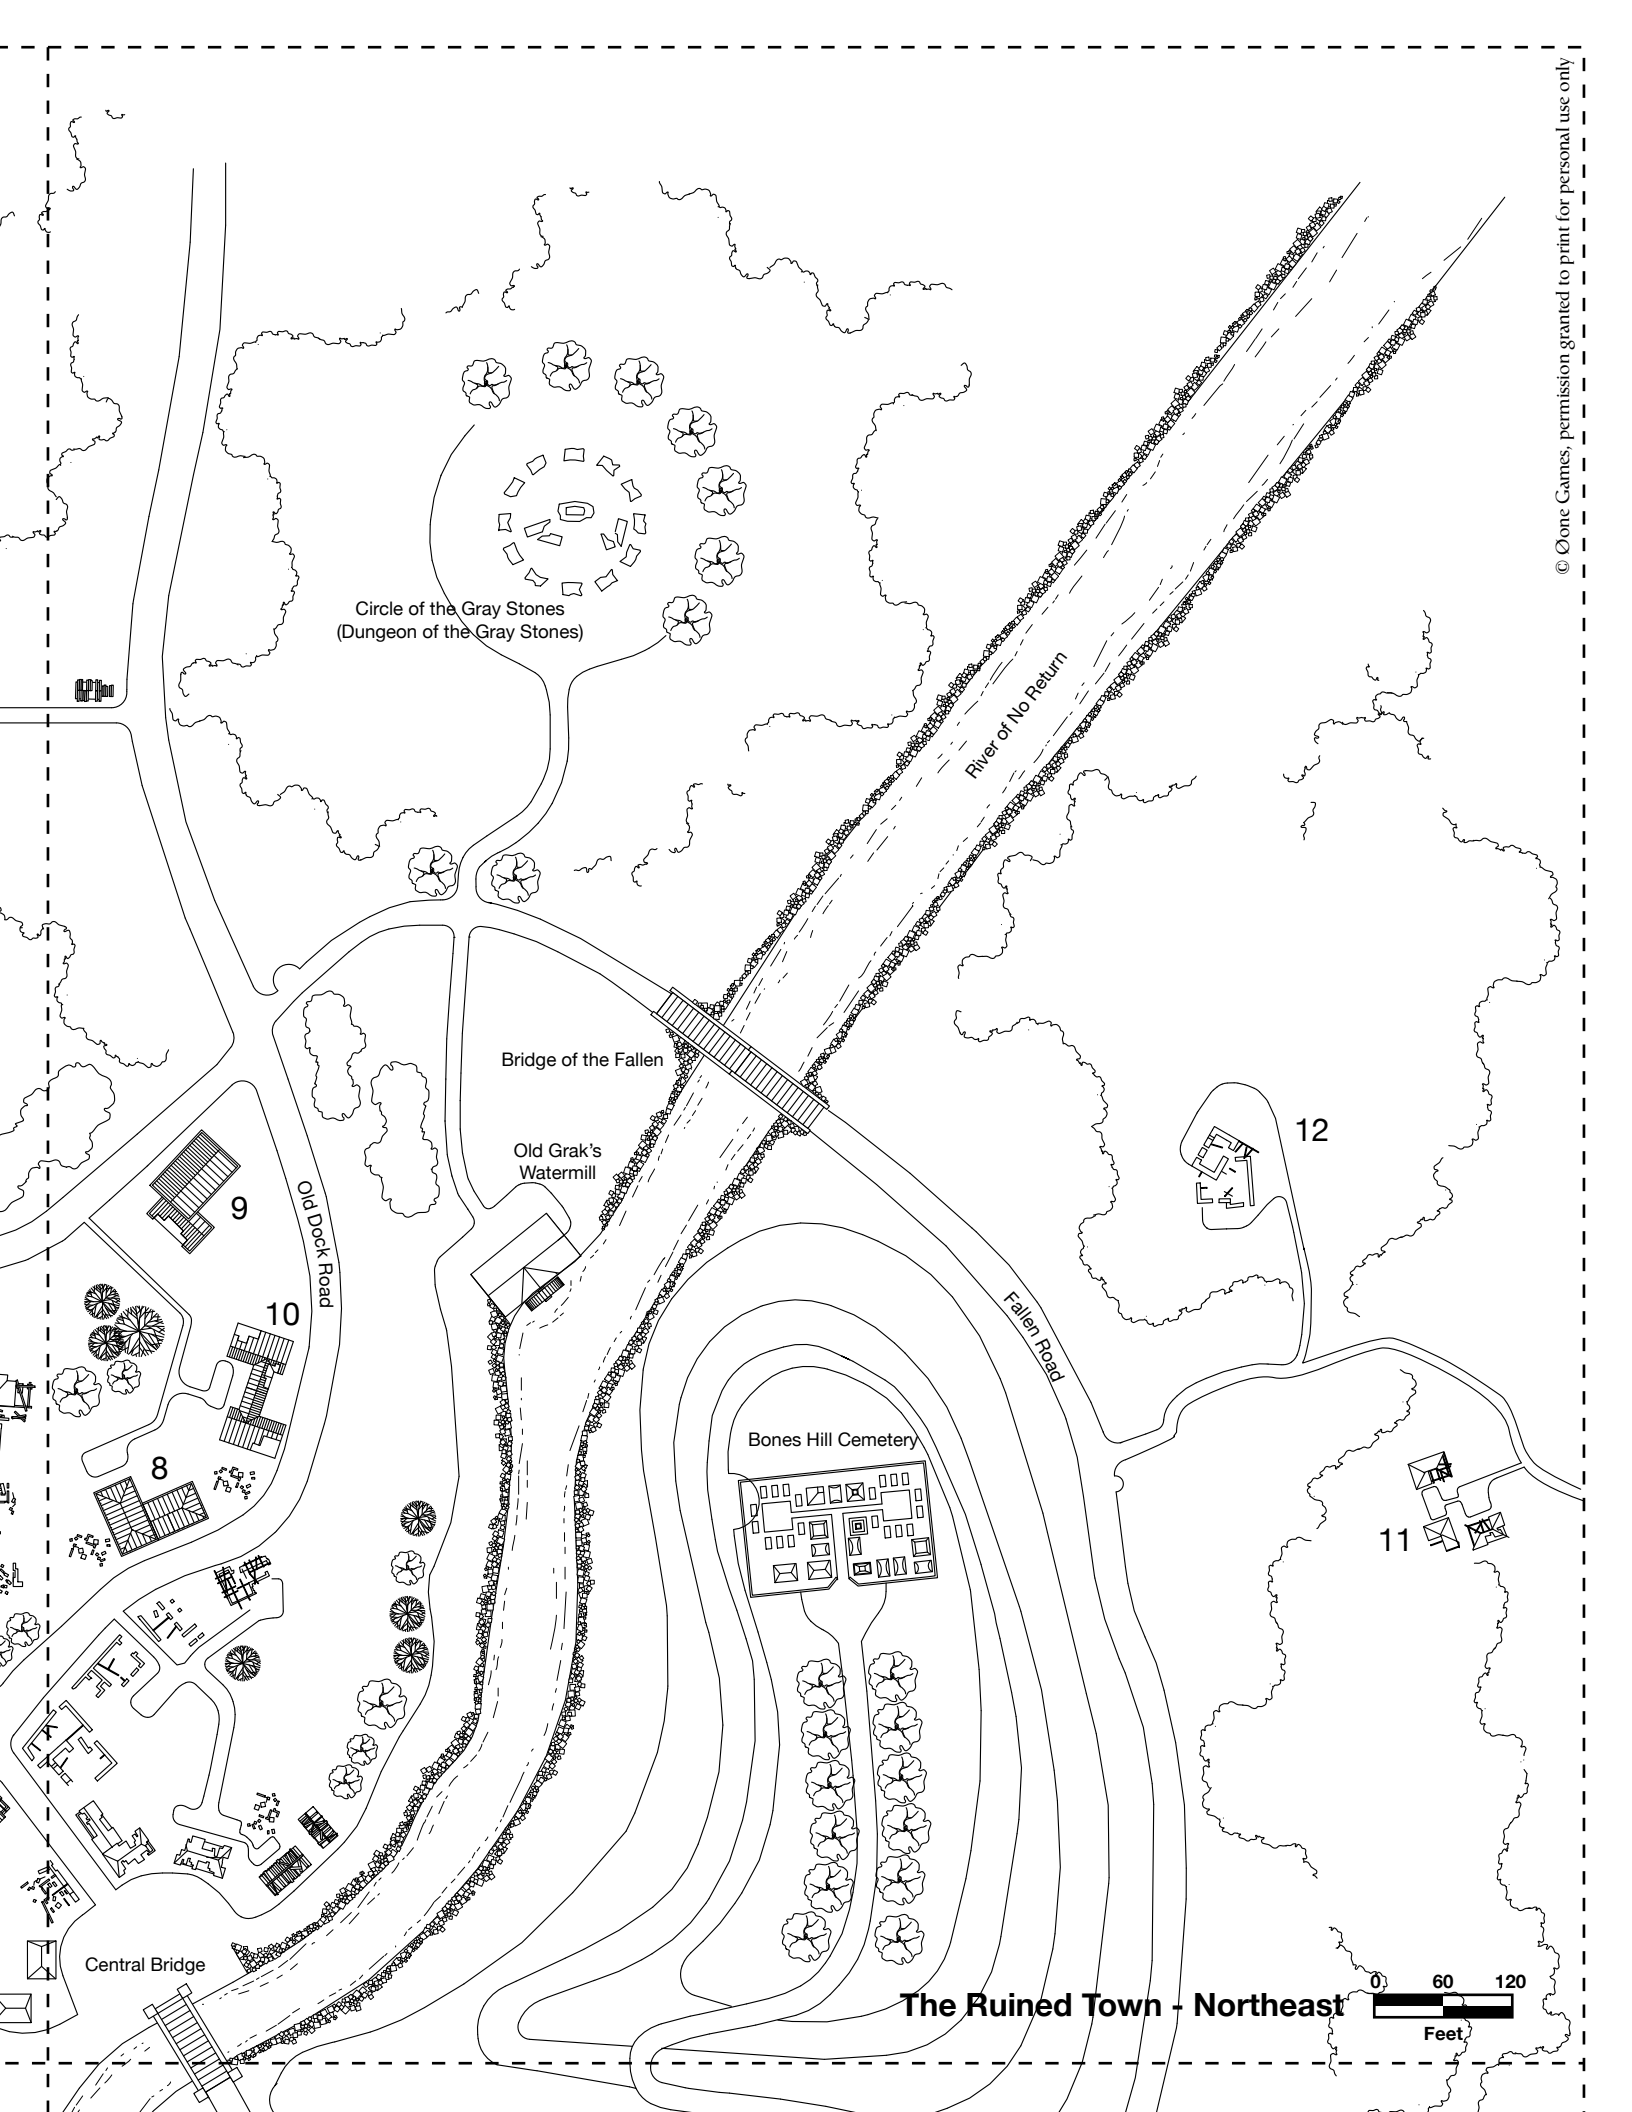 © Øone Games, permission granted to print for personal use only
Circle of the Gray Stones
(Dungeon of the Gray Stones)
River of No Return
Bridge of the Fallen
12
Old Grak's
Watermill
9
Old Dock Road
10
Fallen Road
Bones Hill Cemetery
8
11
Central Bridge
The Ruined Town - Northeast
0 60 120
Feet